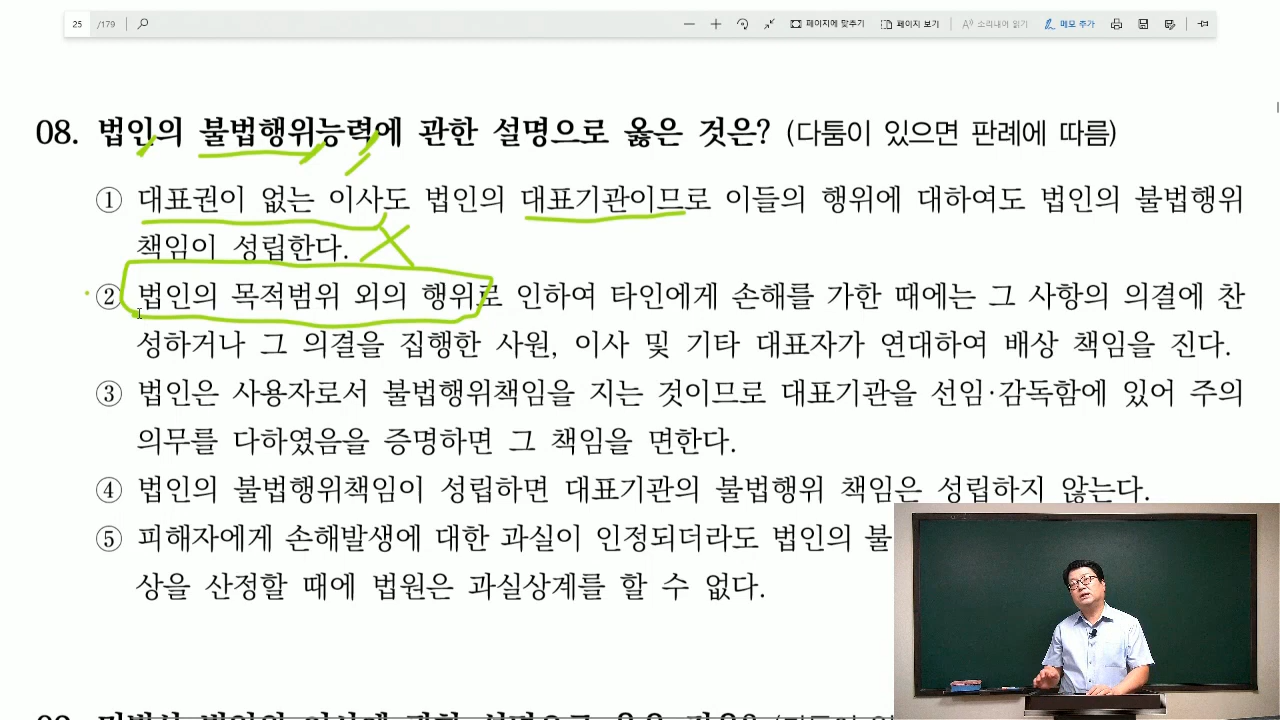 25 /179 페이지에 맞추기 페이지 보기 소리내어 읽기 메모 추가
08. 법인의 불법행위능력에 관한 설명으로 옳은 것은? (다툼이 있으면 판례에 따름)
① 대표권이 없는 이사도 법인의 대표기관이므로 이들의 행위에 대하여도 법인의 불법행위
책임이 성립한다.
② 법인의 목적범위 외의 행위로 인하여 타인에게 손해를 가한 때에는 그 사항의 의결에 찬
성하거나 그 의결을 집행한 사원, 이사 및 기타 대표자가 연대하여 배상 책임을 진다.
③ 법인은 사용자로서 불법행위책임을 지는 것이므로 대표기관을 선임·감독함에 있어 주의
의무를 다하였음을 증명하면 그 책임을 면한다.
④ 법인의 불법행위책임이 성립하면 대표기관의 불법행위 책임은 성립하지 않는다.
⑤ 피해자에게 손해발생에 대한 과실이 인정되더라도 법인의 불
상을 산정할 때에 법원은 과실상계를 할 수 없다.